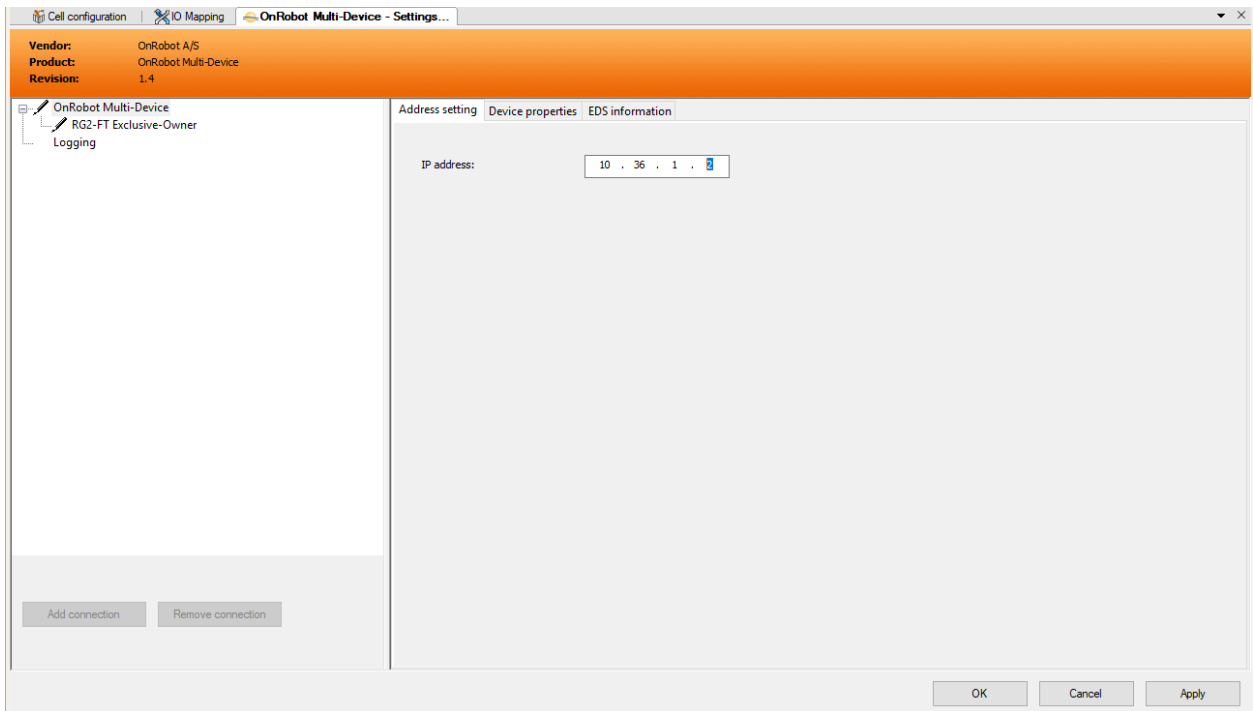 Cell configuration IO Mapping OnRobot Multi-Device - Settings...
Vendor: OnRobot A/S
Product: OnRobot Multi-Device
Revision: 1.4
OnRobot Multi-Device
RG2-FT Exclusive-Owner
Logging
Address setting Device properties EDS information
IP address: 10 . 36 . 1 . 2
Add connection Remove connection
OK Cancel Apply